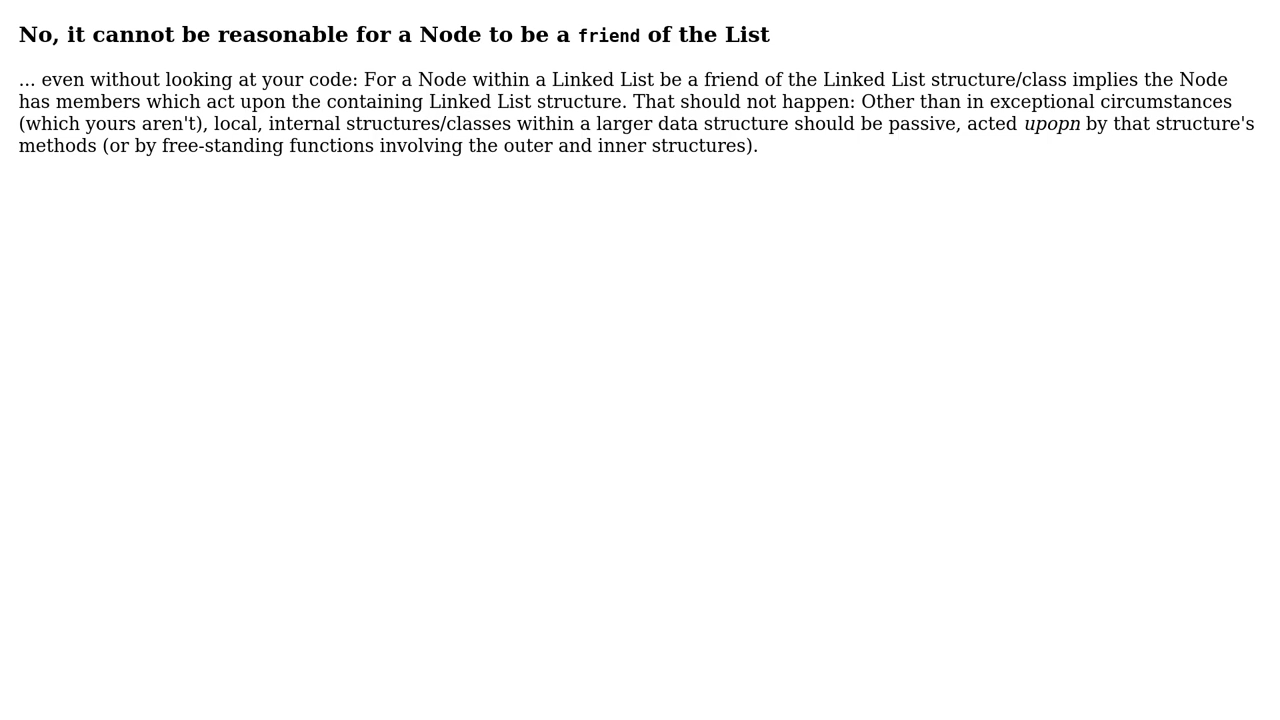 No, it cannot be reasonable for a Node to be a friend of the List
... even without looking at your code: For a Node within a Linked List be a friend of the Linked List structure/class implies the Node
has members which act upon the containing Linked List structure. That should not happen: Other than in exceptional circumstances
(which yours aren't), local, internal structures/classes within a larger data structure should be passive, acted upopn by that structure's
methods (or by free-standing functions involving the outer and inner structures).